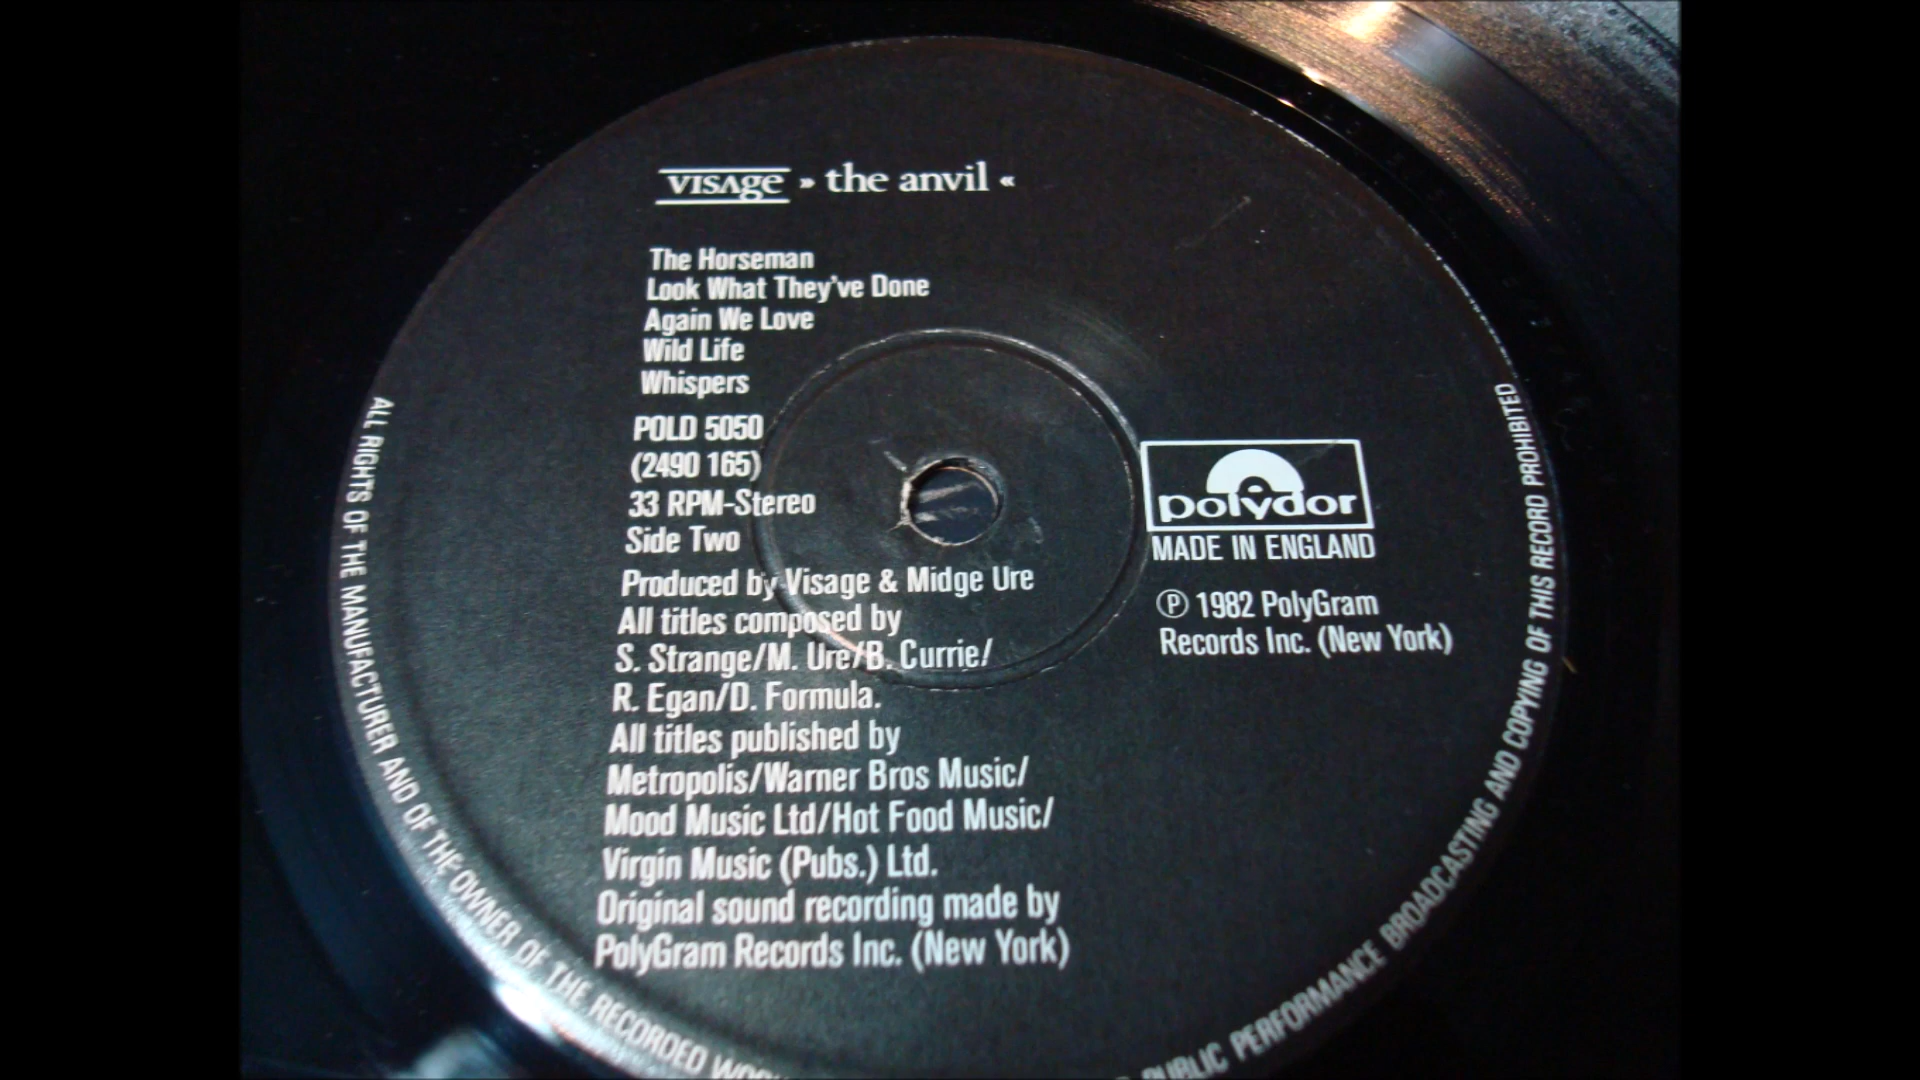 VISAGE » the anvil «
The Horseman
Look What They've Done
Again We Love
Wild Life
Whispers
POLD 5050
(2490 165)
33 RPM-Stereo
Side Two
Produced by Visage & Midge Ure
All titles composed by
S. Strange/M. Ure/B. Currie/
R. Egan/D. Formula.
All titles published by
Metropolis/Warner Bros Music/
Mood Music Ltd/Hot Food Music/
Virgin Music (Pubs.) Ltd.
Original sound recording made by
PolyGram Records Inc. (New York)
polydor
MADE IN ENGLAND
℗ 1982 PolyGram
Records Inc. (New York)
ALL RIGHTS OF THE MANUFACTURER AND OF THE OWNER OF THE RECORDED
PUBLIC PERFORMANCE BROADCASTING AND COPYING OF THIS RECORD PROHIBITED